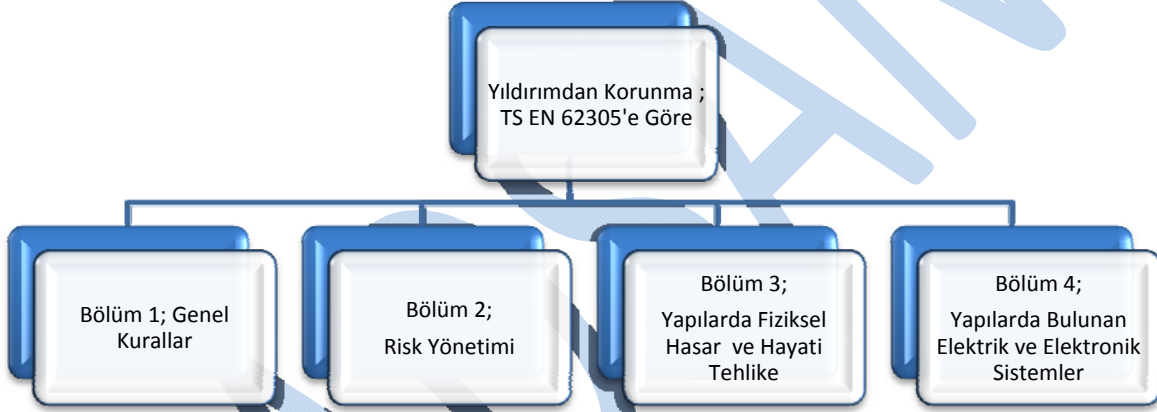 Yıldırımdan Korunma ;
TS EN 62305'e Göre
Bölüm 1; Genel
Kurallar
Bölüm 2;
Risk Yönetimi
Bölüm 3;
Yapılarda Fiziksel
Hasar ve Hayati
Tehlike
Bölüm 4;
Yapılarda Bulunan
Elektrik ve Elektronik
Sistemler